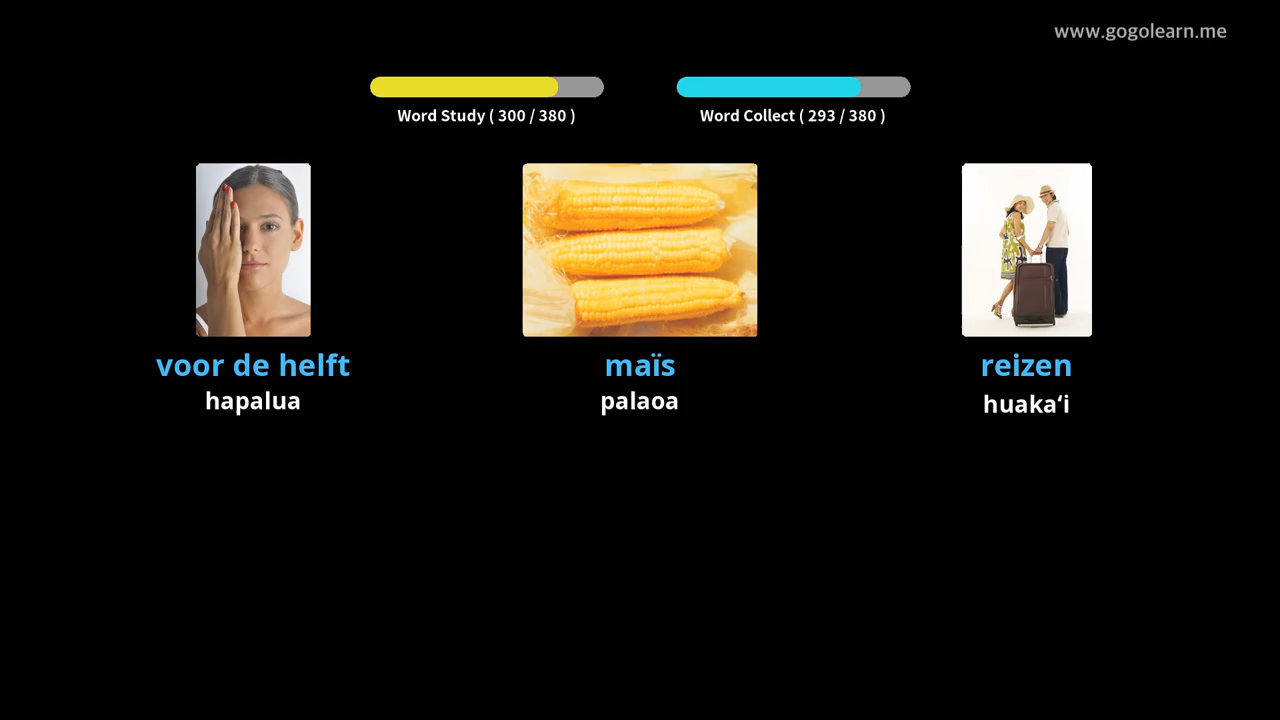 www.gogolearn.me
Word Study ( 300 / 380 )
Word Collect ( 293 / 380 )
voor de helft
maïs
reizen
hapalua
palaoa
huakaʻi